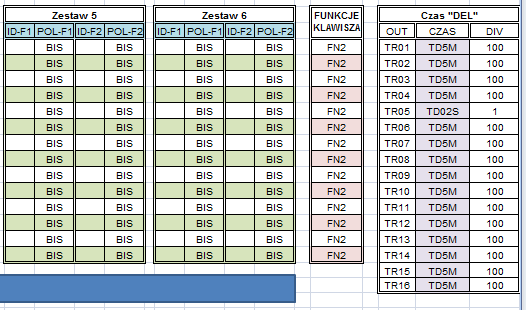 Zestaw 5 Zestaw 6 FUNKCJE KLAWISZA Czas "DEL"
ID-F1 POL-F1 ID-F2 POL-F2 ID-F1 POL-F1 ID-F2 POL-F2 OUT CZAS DIV
BIS BIS BIS BIS FN2 TR01 TD5M 100
BIS BIS BIS BIS FN2 TR02 TD5M 100
BIS BIS BIS BIS FN2 TR03 TD5M 100
BIS BIS BIS BIS FN2 TR04 TD5M 100
BIS BIS BIS BIS FN2 TR05 TD02S 1
BIS BIS BIS BIS FN2 TR06 TD5M 100
BIS BIS BIS BIS FN2 TR07 TD5M 100
BIS BIS BIS BIS FN2 TR08 TD5M 100
BIS BIS BIS BIS FN2 TR09 TD5M 100
BIS BIS BIS BIS FN2 TR10 TD5M 100
BIS BIS BIS BIS FN2 TR11 TD5M 100
BIS BIS BIS BIS FN2 TR12 TD5M 100
BIS BIS BIS BIS FN2 TR13 TD5M 100
BIS BIS BIS BIS FN2 TR14 TD5M 100
TR15 TD5M 100
TR16 TD5M 100